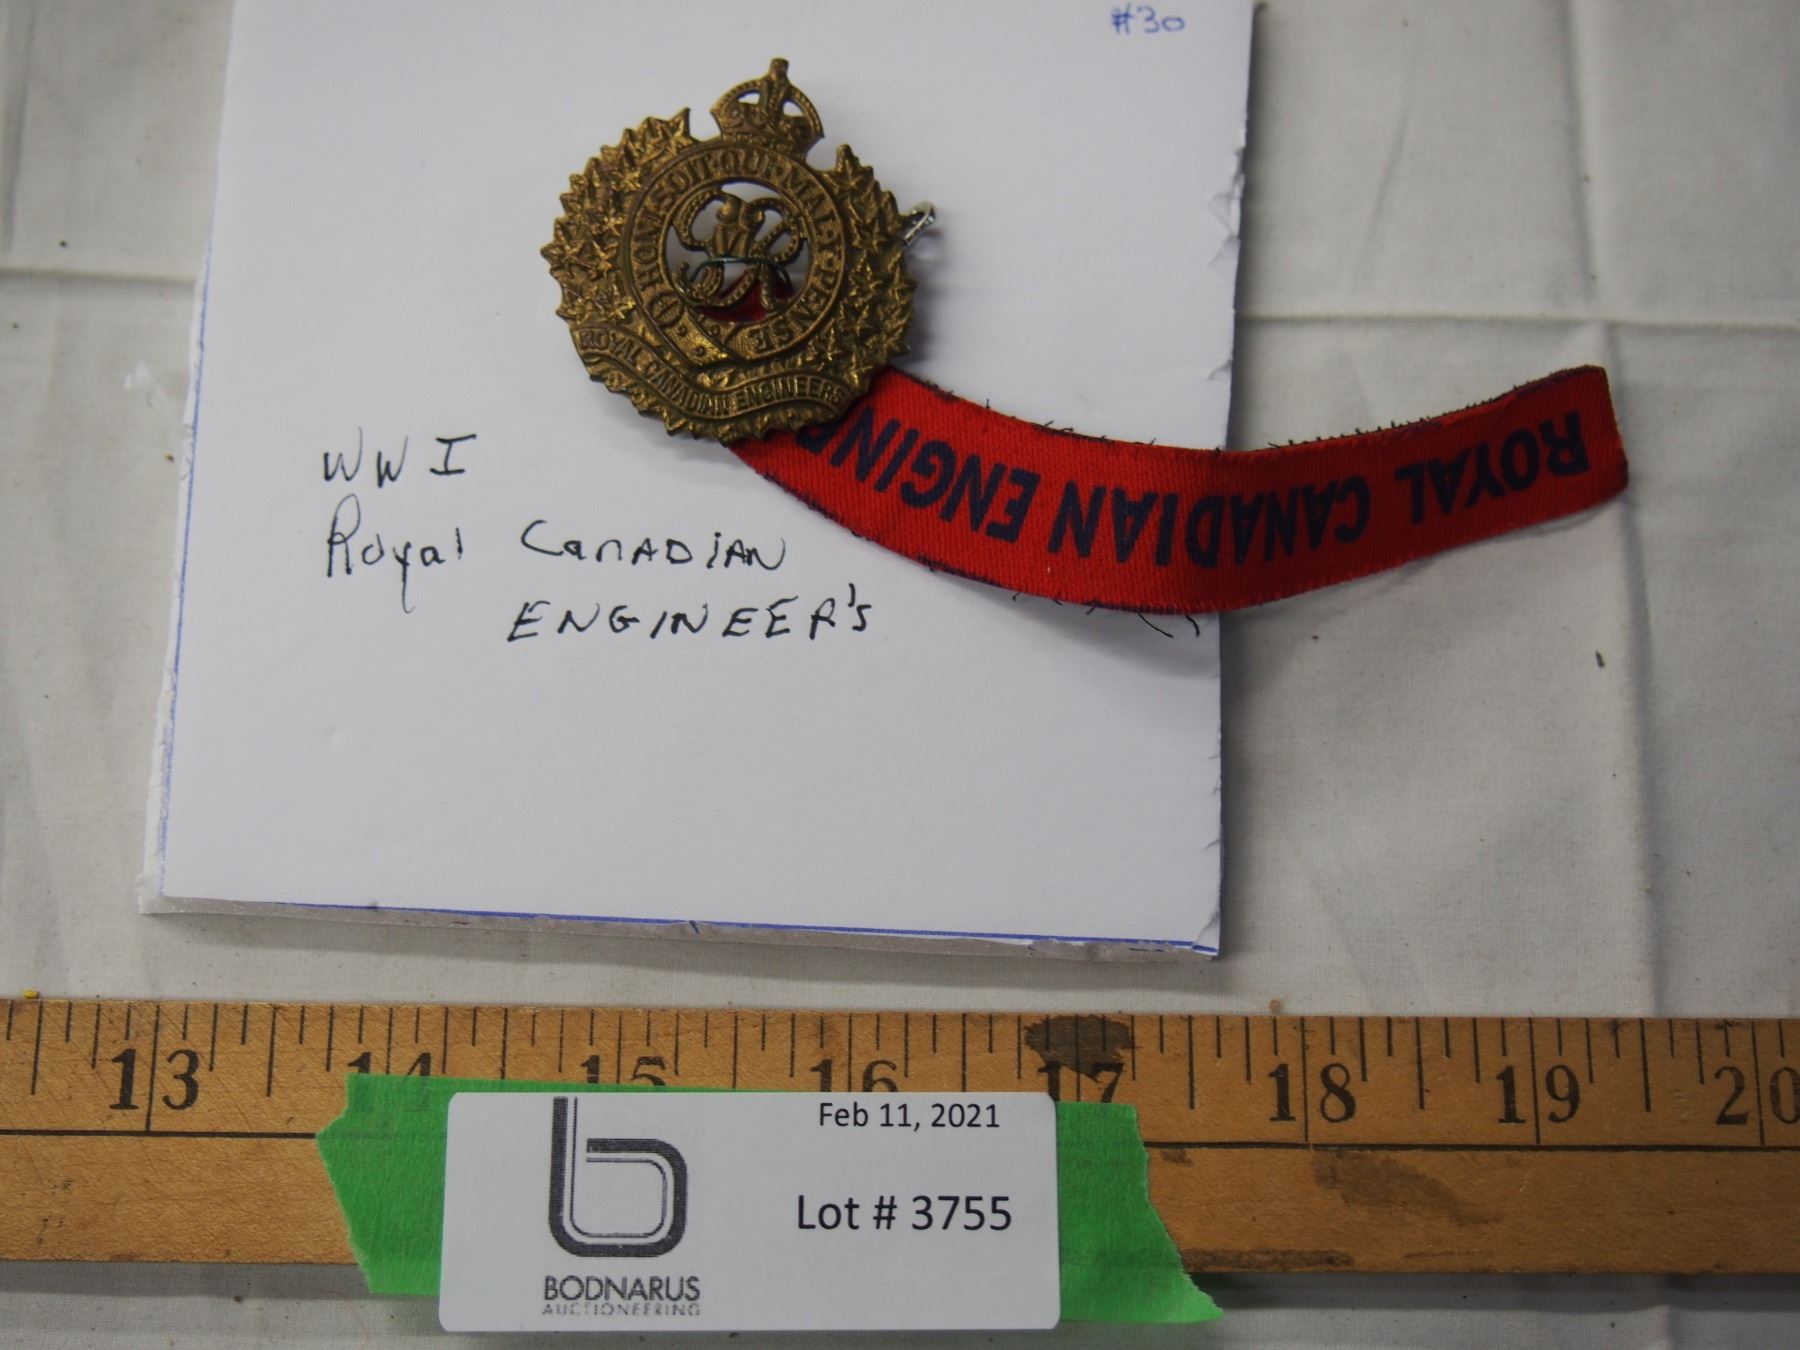 #30
HONI SOIT QUI MAL Y PENSE
GRVI
ROYAL CANADIAN ENGINEERS
ROYAL CANADIAN ENGINE
WW I
Royal CANADIAN
ENGINEER'S
13 14 15 16 17 18 19 20
Feb 11, 2021
Lot # 3755
b
BODNARUS
AUCTIONEERING